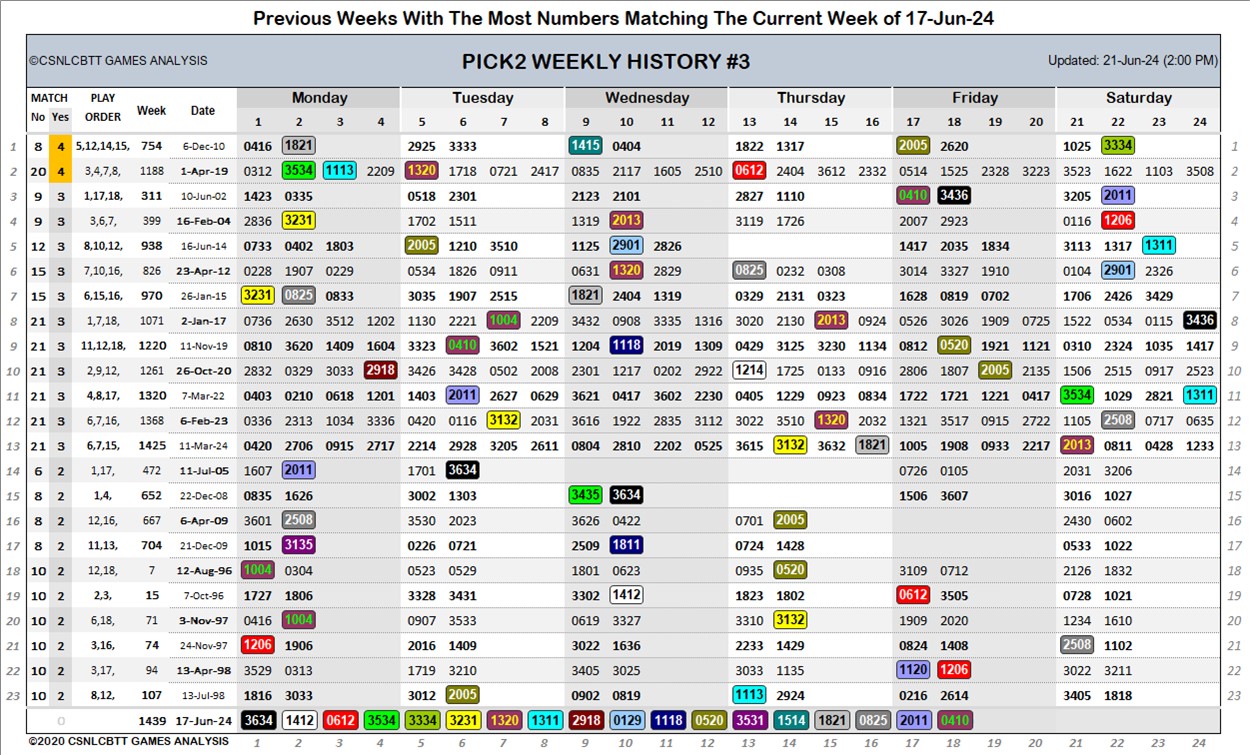 Previous Weeks With The Most Numbers Matching The Current Week of 17-Jun-24
©CSNLCBTT GAMES ANALYSIS PICK2 WEEKLY HISTORY #3 Updated: 21-Jun-24 (2:00 PM)
MATCH PLAY Week Date Monday Tuesday Wednesday Thursday Friday Saturday
No Yes ORDER 1 2 3 4 5 6 7 8 9 10 11 12 13 14 15 16 17 18 19 20 21 22 23 24
1 8 4 5,12,14,15, 754 6-Dec-10 0416 1821 2925 3333 1415 0404 1822 1317 2005 2620 1025 3334 1
2 20 4 3,4,7,8, 1188 1-Apr-19 0312 3534 1113 2209 1320 1718 0721 2417 0835 2117 1605 2510 0612 2404 3612 2332 0514 1525 2328 3223 3523 1622 1103 3508 2
3 9 3 1,17,18, 311 10-Jun-02 1423 0335 0518 2301 2123 2101 2827 1110 0410 3436 3205 2011 3
4 9 3 3,6,7, 399 16-Feb-04 2836 3231 1702 1511 1319 2013 3119 1726 2007 2923 0116 1206 4
5 12 3 8,10,12, 938 16-Jun-14 0733 0402 1803 2005 1210 3510 1125 2901 2826 1417 2035 1834 3113 1317 1311 5
6 15 3 7,10,16, 826 23-Apr-12 0228 1907 0229 0534 1826 0911 0631 1320 2829 0825 0232 0308 3014 3327 1910 0104 2901 2326 6
7 15 3 6,15,16, 970 26-Jan-15 3231 0825 0833 3035 1907 2515 1821 2404 1319 0329 2131 0323 1628 0819 0702 1706 2426 3429 7
8 21 3 1,7,18, 1071 2-Jan-17 0736 2630 3512 1202 1130 2221 1004 2209 3432 0908 3335 1316 3020 2130 2013 0924 0526 3026 1909 0725 1522 0534 0115 3436 8
9 21 3 11,12,18, 1220 11-Nov-19 0810 3620 1409 1604 3323 0410 3602 1521 1204 1118 2019 1309 0429 3125 3230 1134 0812 0520 1921 1121 0310 2324 1035 1417 9
10 21 3 2,9,12, 1261 26-Oct-20 2832 0329 3033 2918 3426 3428 0502 2008 2301 1217 0202 2922 1214 1725 0133 0916 2806 1807 2005 2135 1506 2515 0917 2523 10
11 21 3 4,8,17, 1320 7-Mar-22 0403 0210 0618 1201 1403 2011 2627 0629 3621 0417 3602 2230 0405 1229 0923 0834 1722 1721 1221 0417 3534 1029 2821 1311 11
12 21 3 6,7,16, 1368 6-Feb-23 0336 2313 1034 3336 0420 0116 3132 2031 3616 1922 2835 3112 3022 3510 1320 2032 1321 3517 0915 2722 1105 2508 0717 0635 12
13 21 3 6,7,15, 1425 11-Mar-24 0420 2706 0915 2717 2214 2928 3205 2611 0804 2810 2202 0525 3615 3132 3632 1821 1005 1908 0933 2217 2013 0811 0428 1233 13
14 6 2 1,17, 472 11-Jul-05 1607 2011 1701 3634 0726 0105 2031 3206 14
15 8 2 1,4, 652 22-Dec-08 0835 1626 3002 1303 3435 3634 1506 3607 3016 1027 15
16 8 2 12,16, 667 6-Apr-09 3601 2508 3530 2023 3626 0422 0701 2005 2430 0602 16
17 8 2 11,13, 704 21-Dec-09 1015 3135 0226 0721 2509 1811 0724 1428 0533 1022 17
18 10 2 12,18, 7 12-Aug-96 1004 0304 0523 0529 1801 0623 0935 0520 3109 0712 2126 1832 18
19 10 2 2,3, 15 7-Oct-96 1727 1806 3328 3431 3302 1412 1823 1802 0612 3505 0728 1021 19
20 10 2 6,18, 71 3-Nov-97 0416 1004 0907 3533 0619 3327 3310 3132 1909 2020 1234 1610 20
21 10 2 3,16, 74 24-Nov-97 1206 1906 2016 1409 3022 1636 2233 1429 0824 1408 2508 1102 21
22 10 2 3,17, 94 13-Apr-98 3529 0313 1719 3210 3405 3025 3033 1135 1120 1206 3022 3211 22
23 10 2 8,12, 107 13-Jul-98 1816 3033 3012 2005 0902 0819 1113 2924 0216 2614 3405 1818 23
0 1439 17-Jun-24 3634 1412 0612 3534 3334 3231 1320 1311 2918 0129 1118 0520 3531 1514 1821 0825 2011 0410
©2020 CSNLCBTT GAMES ANALYSIS 1 2 3 4 5 6 7 8 9 10 11 12 13 14 15 16 17 18 19 20 21 22 23 24